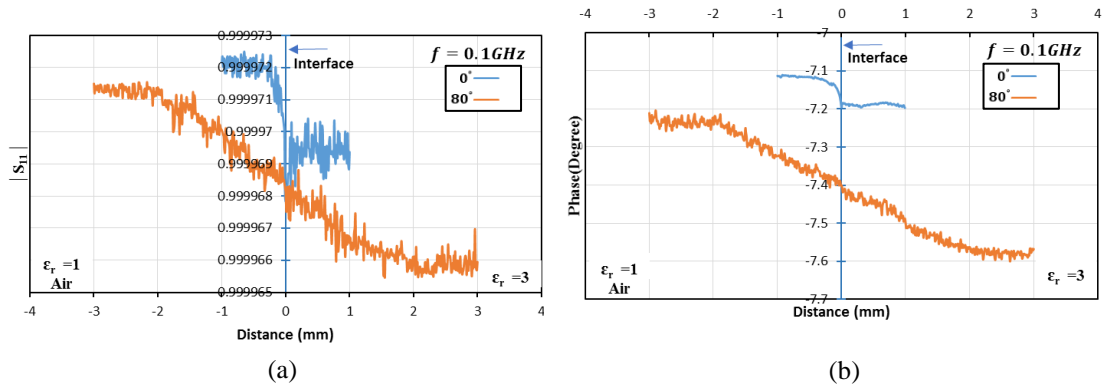 0.999973
0.999972
0.999971
0.99997
0.999969
0.999968
0.999967
0.999966
0.999965
|S₁₁|
Interface
f = 0.1GHz
0°
80°
εᵣ =1
Air
εᵣ =3
-4 -3 -2 -1 0 1 2 3 4
Distance (mm)
(a)
-4 -3 -2 -1 0 1 2 3 4
-7
-7.1
-7.2
-7.3
-7.4
-7.5
-7.6
-7.7
Phase(Degree)
Interface
f = 0.1GHz
0°
80°
εᵣ =1
Air
εᵣ =3
Distance (mm)
(b)